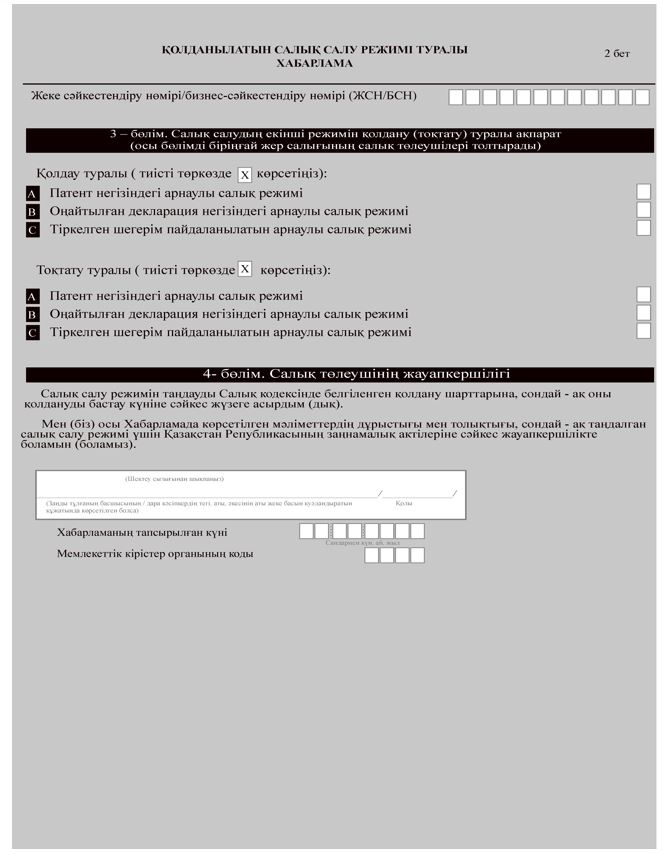 ҚОЛДАНЫЛАТЫН САЛЫҚ САЛУ РЕЖИМІ ТУРАЛЫ
ХАБАРЛАМА
2 бет
Жеке сәйкестендіру нөмірі/бизнес-сәйкестендіру нөмірі (ЖСН/БСН)
3 – бөлім. Салық салудың екінші режимін қолдану (тоқтату) туралы ақпарат
(осы бөлімді біріңғай жер салығының салық төлеушілері толтырады)
Қолдау туралы ( тиісті төркөзде X көрсетіңіз):
A Патент негізіндегі арнаулы салық режимі
B Оңайтылған декларация негізіндегі арнаулы салық режимі
C Тіркелген шегерім пайдаланылатын арнаулы салық режимі
Тоқтату туралы ( тиісті төркөзде X көрсетіңіз):
A Патент негізіндегі арнаулы салық режимі
B Оңайтылған декларация негізіндегі арнаулы салық режимі
C Тіркелген шегерім пайдаланылатын арнаулы салық режимі
4- бөлім. Салық төлеушінің жауапкершілігі
Салық салу режимін таңдауды Салық кодексінде белгіленген қолдану шарттарына, сондай - ақ оны
қолдануды бастау күніне сәйкес жүзеге асырдым (дық).
Мен (біз) осы Хабарламада көрсетілген мәліметтердің дұрыстығы мен толықтығы, сондай - ақ таңдалған
салық салу режимі үшін Қазақстан Республикасының заңнамалық актілеріне сәйкес жауапкершілікте
боламын (боламыз).
(Шектеу сызығынан шықпаңыз)
/ /
(Заңды тұлғаның басшысының / дара кәсіпкердің тегі, аты, әкесінің аты жеке басын куәландыратын Қолы
құжатында көрсетілген болса)
Хабарламаның тапсырылған күні
Сандармен күн, ай, жыл
Мемлекеттік кірістер органының коды